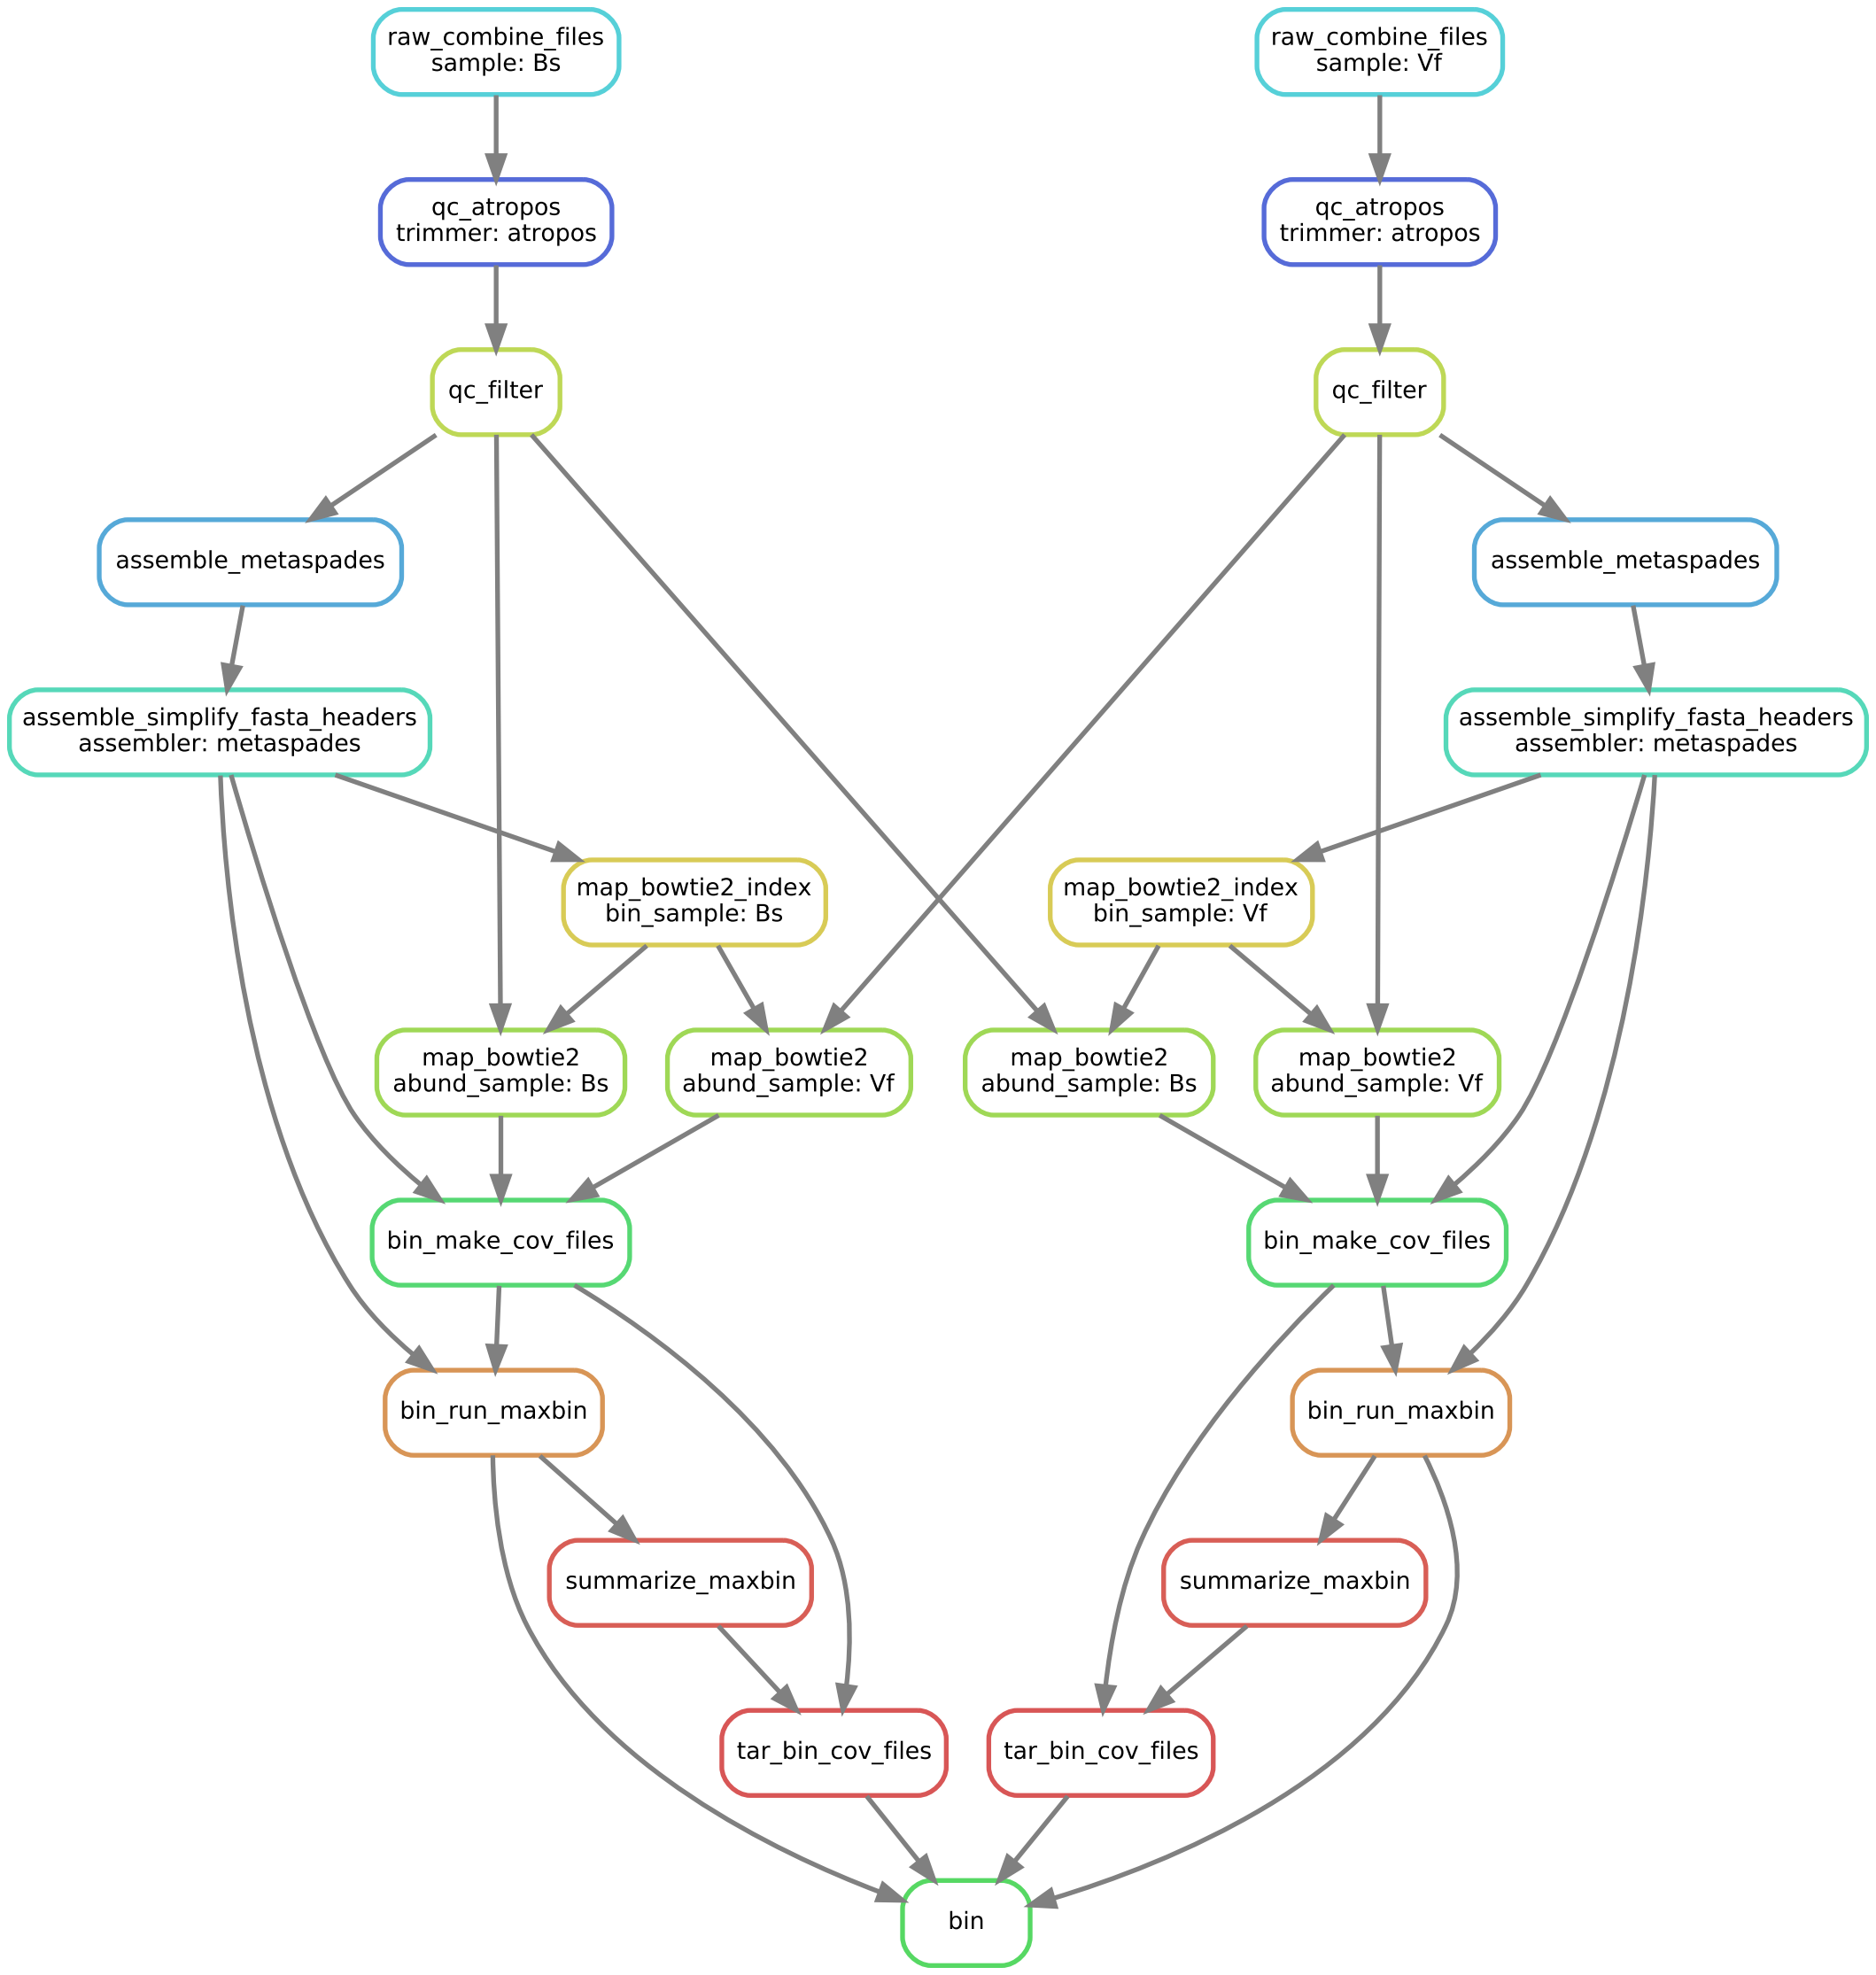 raw_combine_files
sample: Bs
raw_combine_files
sample: Vf
qc_atropos
trimmer: atropos
qc_atropos
trimmer: atropos
qc_filter
qc_filter
assemble_metaspades
assemble_metaspades
assemble_simplify_fasta_headers
assembler: metaspades
assemble_simplify_fasta_headers
assembler: metaspades
map_bowtie2_index
bin_sample: Bs
map_bowtie2_index
bin_sample: Vf
map_bowtie2
abund_sample: Bs
map_bowtie2
abund_sample: Vf
map_bowtie2
abund_sample: Bs
map_bowtie2
abund_sample: Vf
bin_make_cov_files
bin_make_cov_files
bin_run_maxbin
bin_run_maxbin
summarize_maxbin
summarize_maxbin
tar_bin_cov_files
tar_bin_cov_files
bin